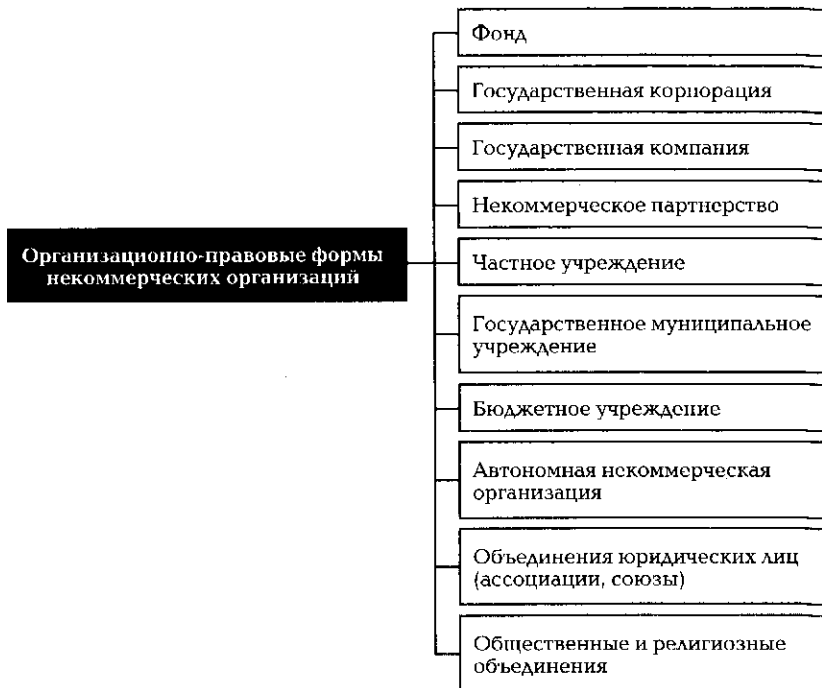 Фонд
Государственная корпорация
Государственная компания
Некоммерческое партнерство
Организационно-правовые формы
некоммерческих организаций
Частное учреждение
Государственное муниципальное
учреждение
Бюджетное учреждение
Автономная некоммерческая
организация
Объединения юридических лиц
(ассоциации, союзы)
Общественные и религиозные
объединения